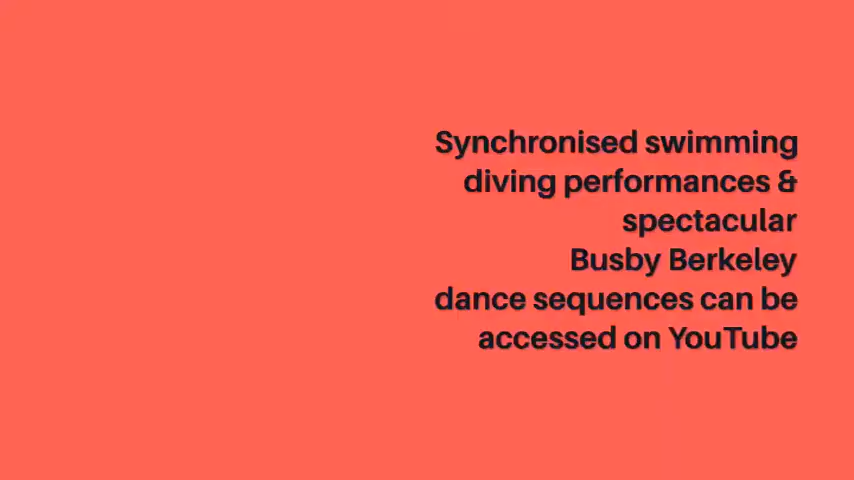 Synchronised swimming
diving performances &
spectacular
Busby Berkeley
dance sequences can be
accessed on YouTube